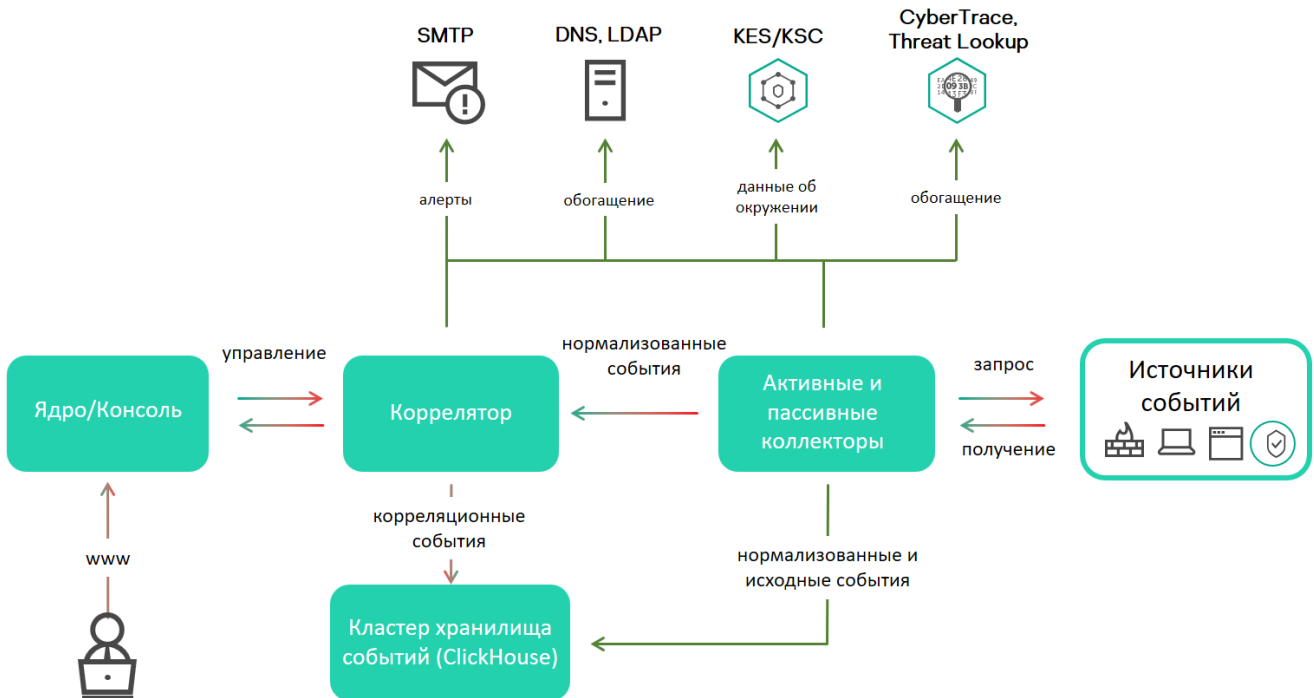 SMTP
DNS, LDAP
KES/KSC
CyberTrace,
Threat Lookup
алерты
обогащение
данные об
окружении
обогащение
управление
нормализованные
события
запрос
получение
Ядро/Консоль
Коррелятор
Активные и
пассивные
коллекторы
Источники
событий
www
корреляционные
события
нормализованные и
исходные события
Кластер хранилища
событий (ClickHouse)